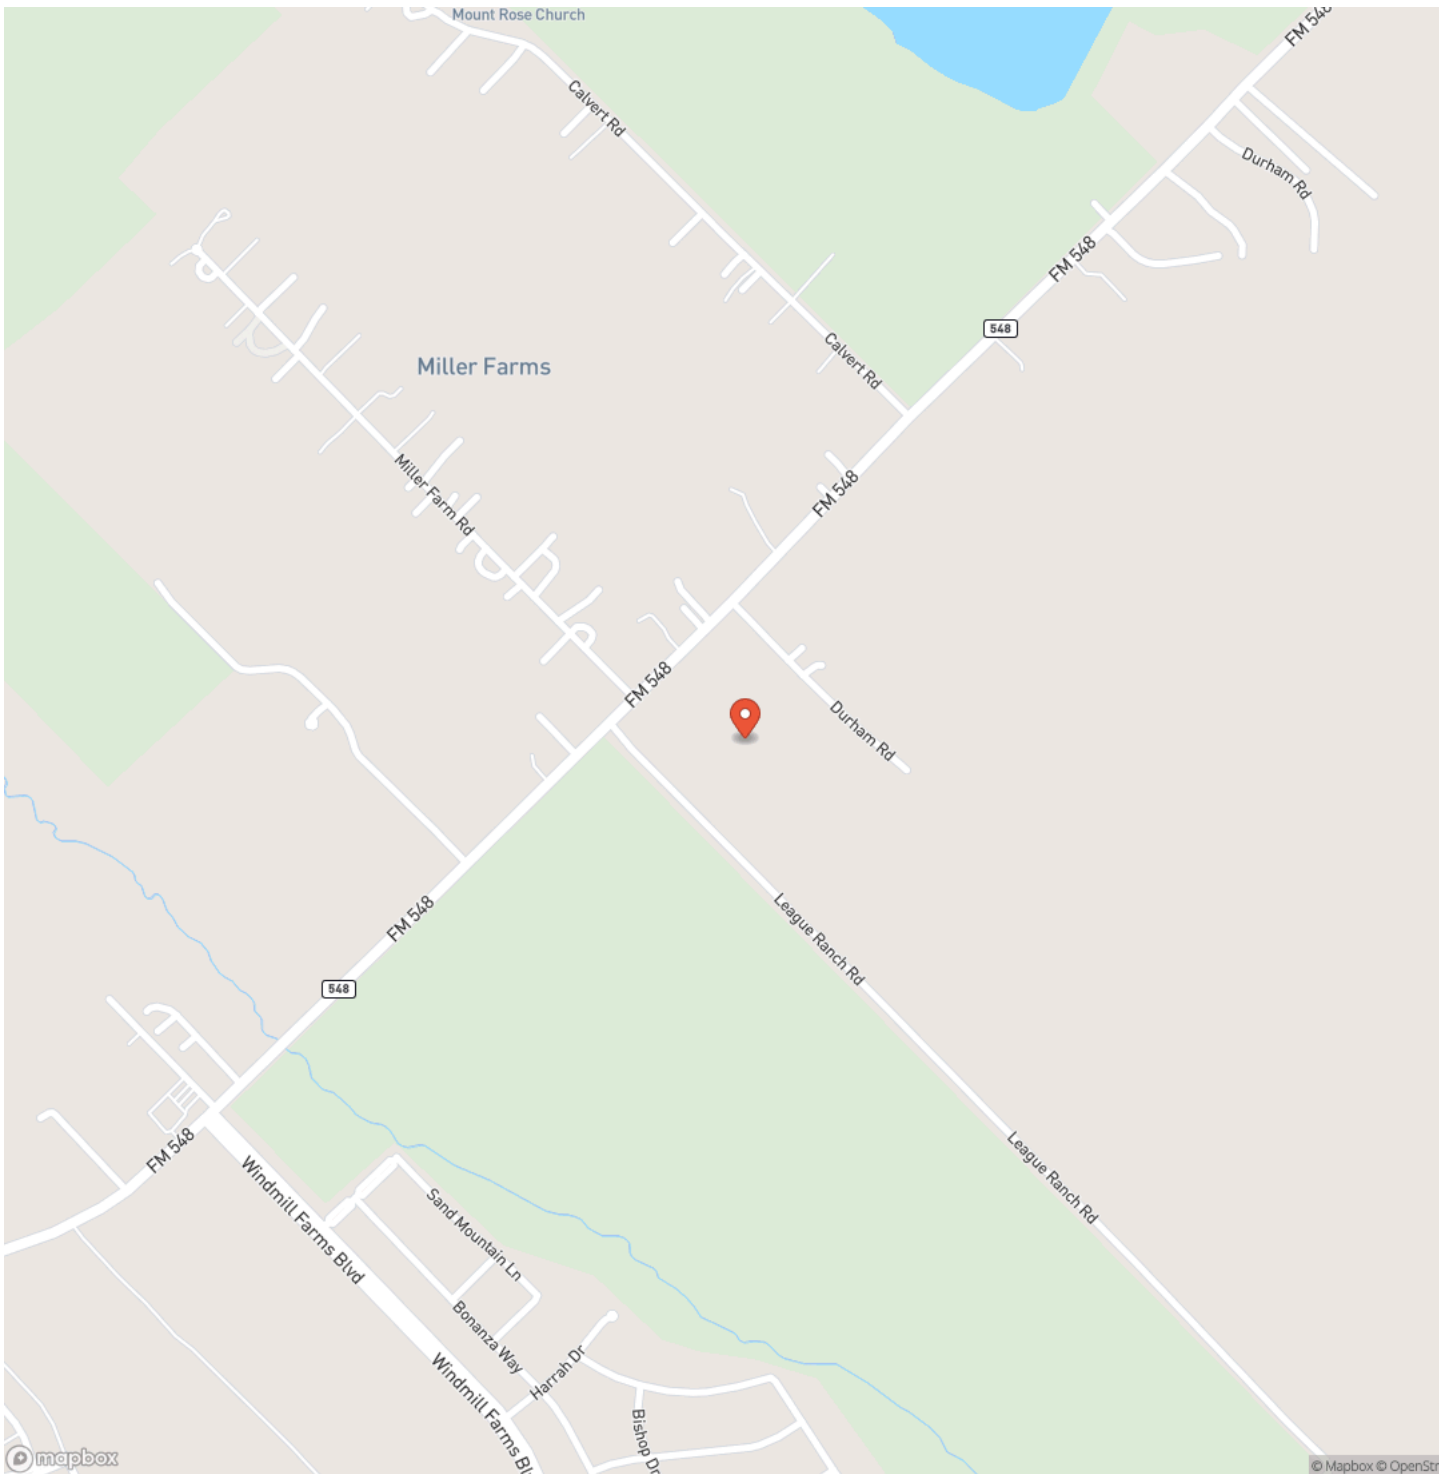 Mount Rose Church
FM 548
Calvert Rd
Durham Rd
FM 548
548
Calvert Rd
Miller Farms
Miller Farm Rd
FM 548
FM 548
Durham Rd
League Ranch Rd
FM 548
548
FM 548
League Ranch Rd
Windmill Farms Blvd
Sand Mountain Ln
Bonanza Way
Harrah Dr
Windmill Farms Bl
Bishop Dr
mapbox
© Mapbox © OpenStr